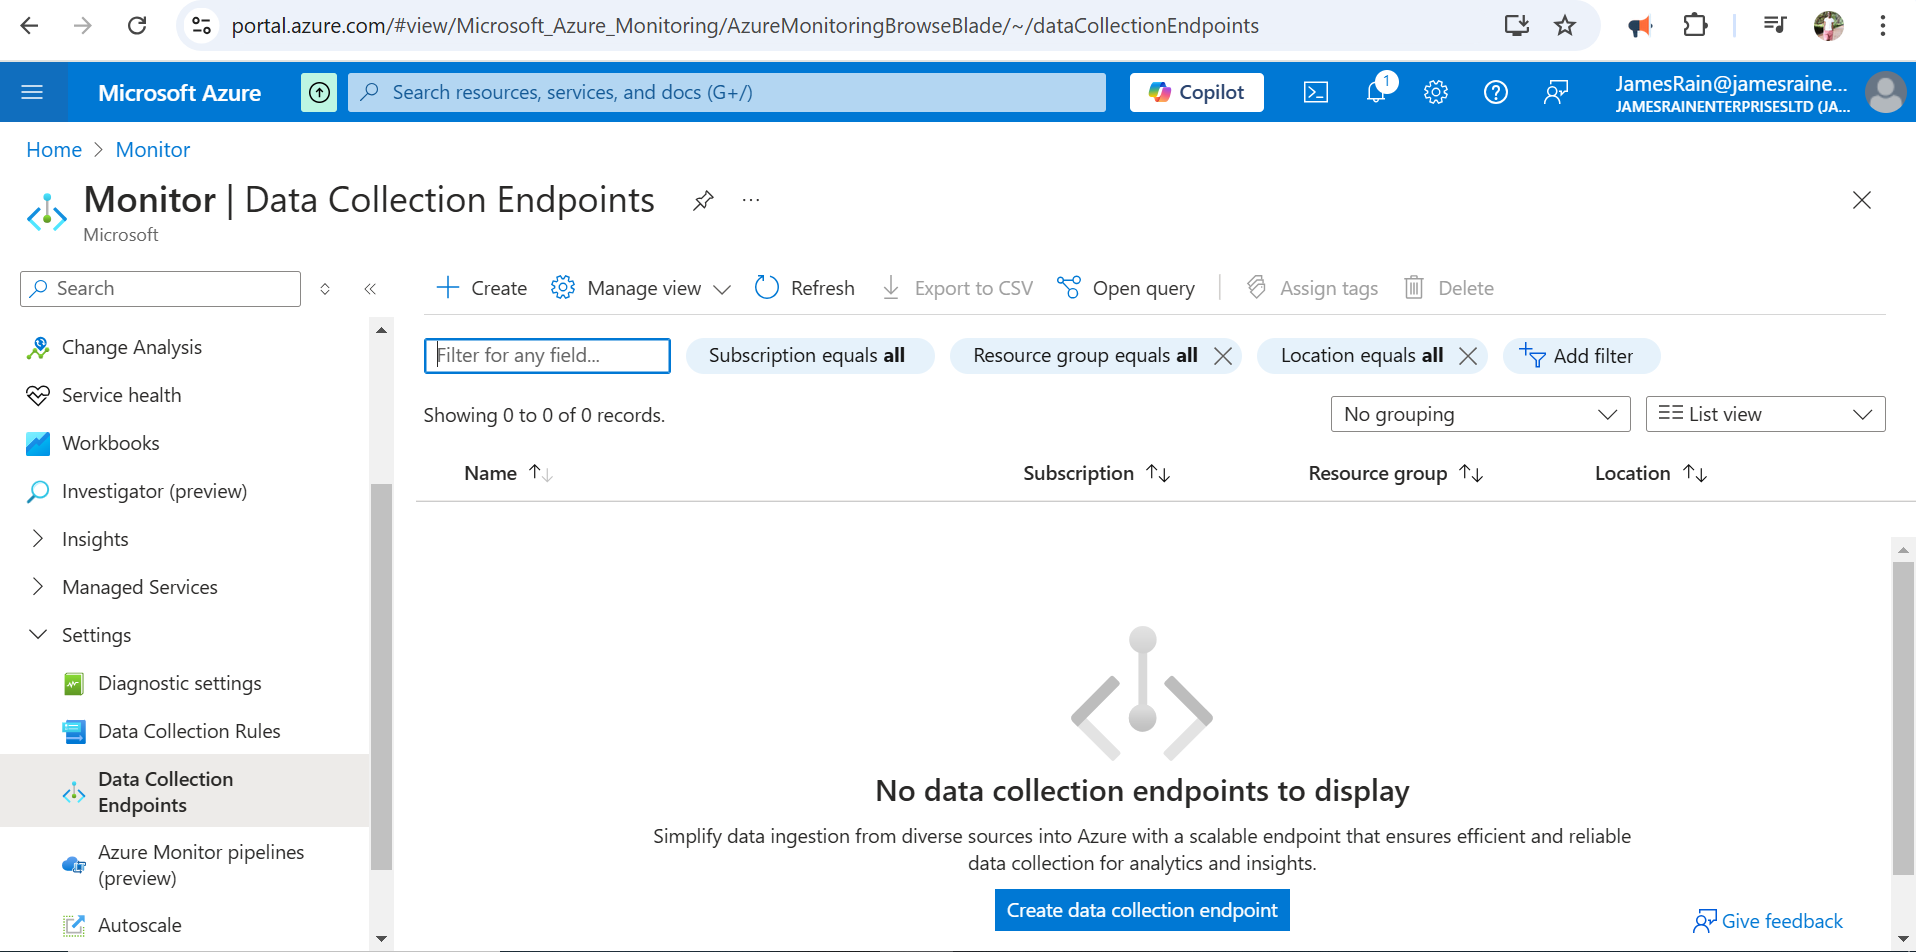 portal.azure.com/#view/Microsoft_Azure_Monitoring/AzureMonitoringBrowseBlade/~/dataCollectionEndpoints
Microsoft Azure
Search resources, services, and docs (G+/)
Copilot
1
JamesRain@jamesraine...
JAMESRAINENTERPRISESLTD (JA...
Home > Monitor
Monitor | Data Collection Endpoints
...
Microsoft
Search
Create
Manage view
Refresh
Export to CSV
Open query
Assign tags
Delete
Change Analysis
Service health
Workbooks
Investigator (preview)
Insights
Managed Services
Settings
Diagnostic settings
Data Collection Rules
Data Collection
Endpoints
Azure Monitor pipelines
(preview)
Autoscale
Filter for any field...
Subscription equals all
Resource group equals all
Location equals all
Add filter
Showing 0 to 0 of 0 records.
No grouping
List view
Name
Subscription
Resource group
Location
No data collection endpoints to display
Simplify data ingestion from diverse sources into Azure with a scalable endpoint that ensures efficient and reliable
data collection for analytics and insights.
Create data collection endpoint
Give feedback